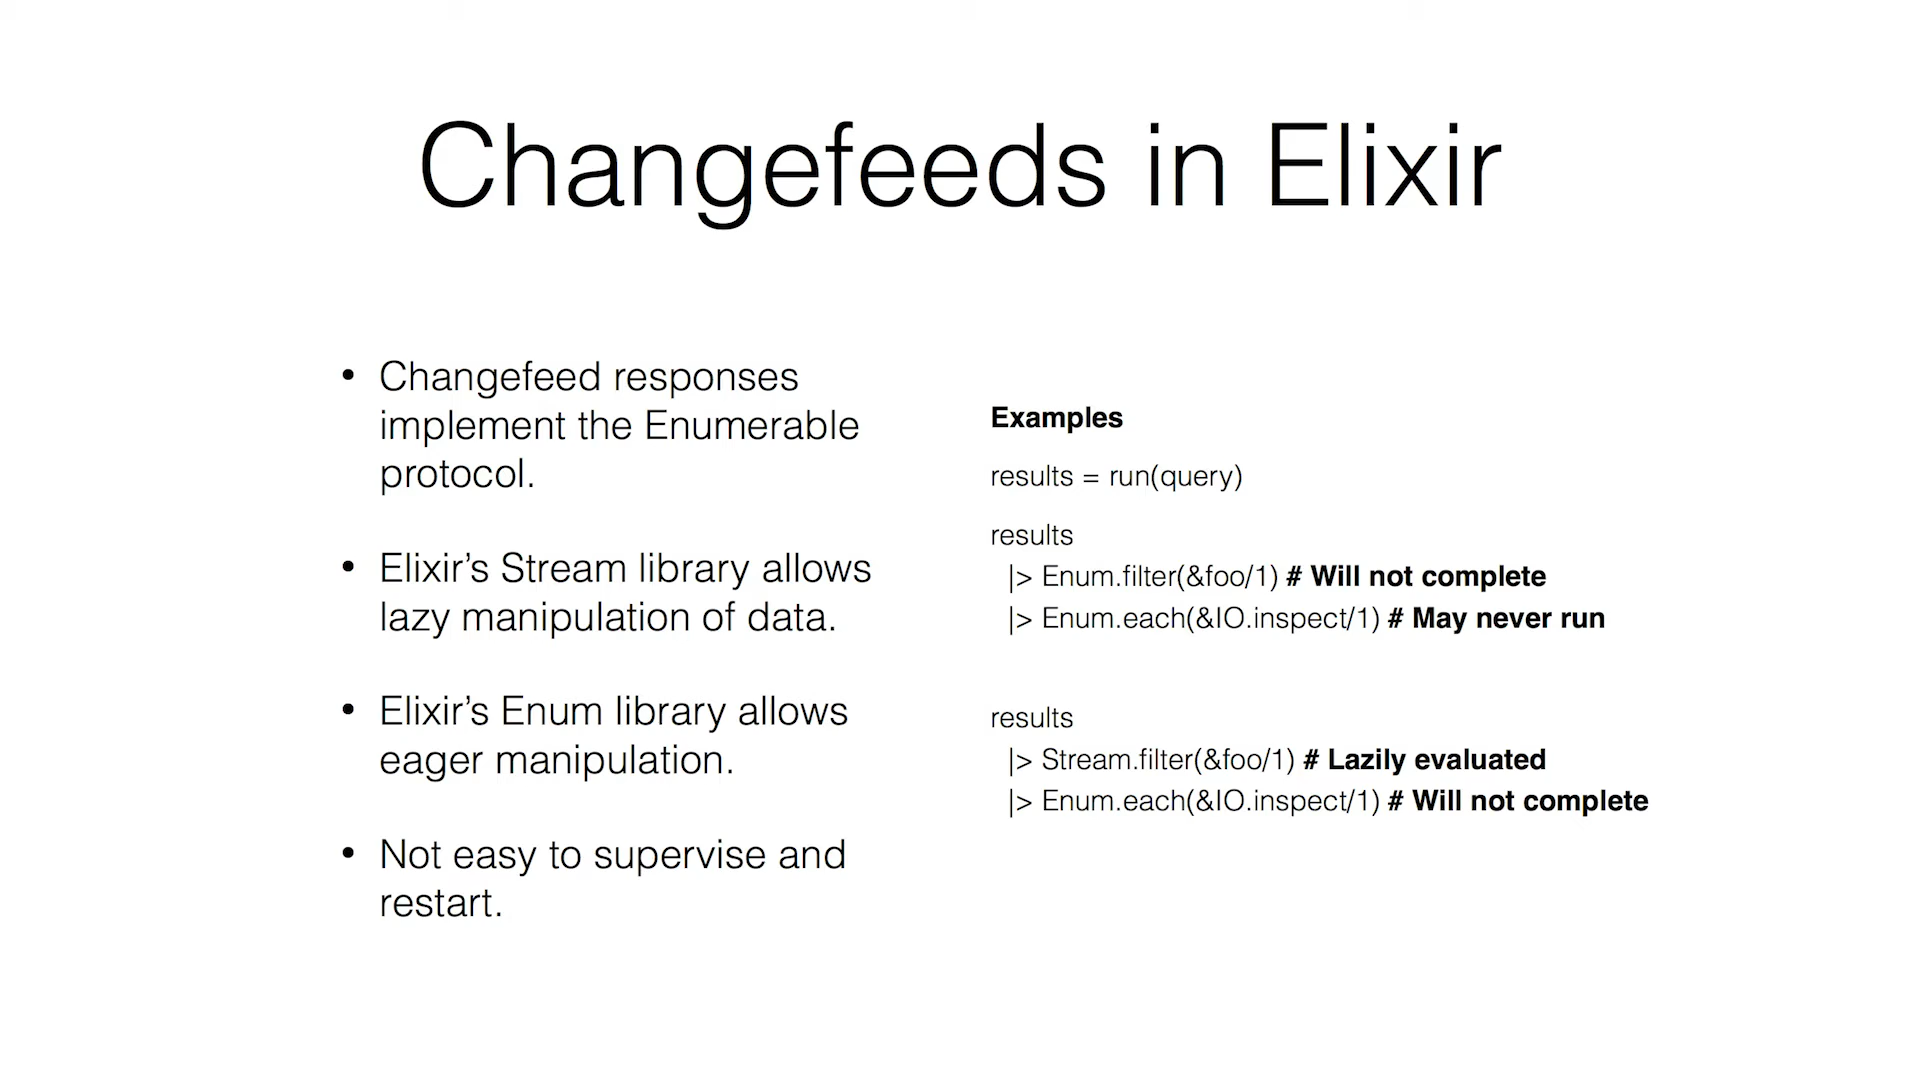 Changefeeds in Elixir
• Changefeed responses
implement the Enumerable
protocol.
• Elixir’s Stream library allows
lazy manipulation of data.
• Elixir’s Enum library allows
eager manipulation.
• Not easy to supervise and
restart.
Examples
results = run(query)
results
|> Enum.filter(&foo/1) # Will not complete
|> Enum.each(&IO.inspect/1) # May never run
results
|> Stream.filter(&foo/1) # Lazily evaluated
|> Enum.each(&IO.inspect/1) # Will not complete